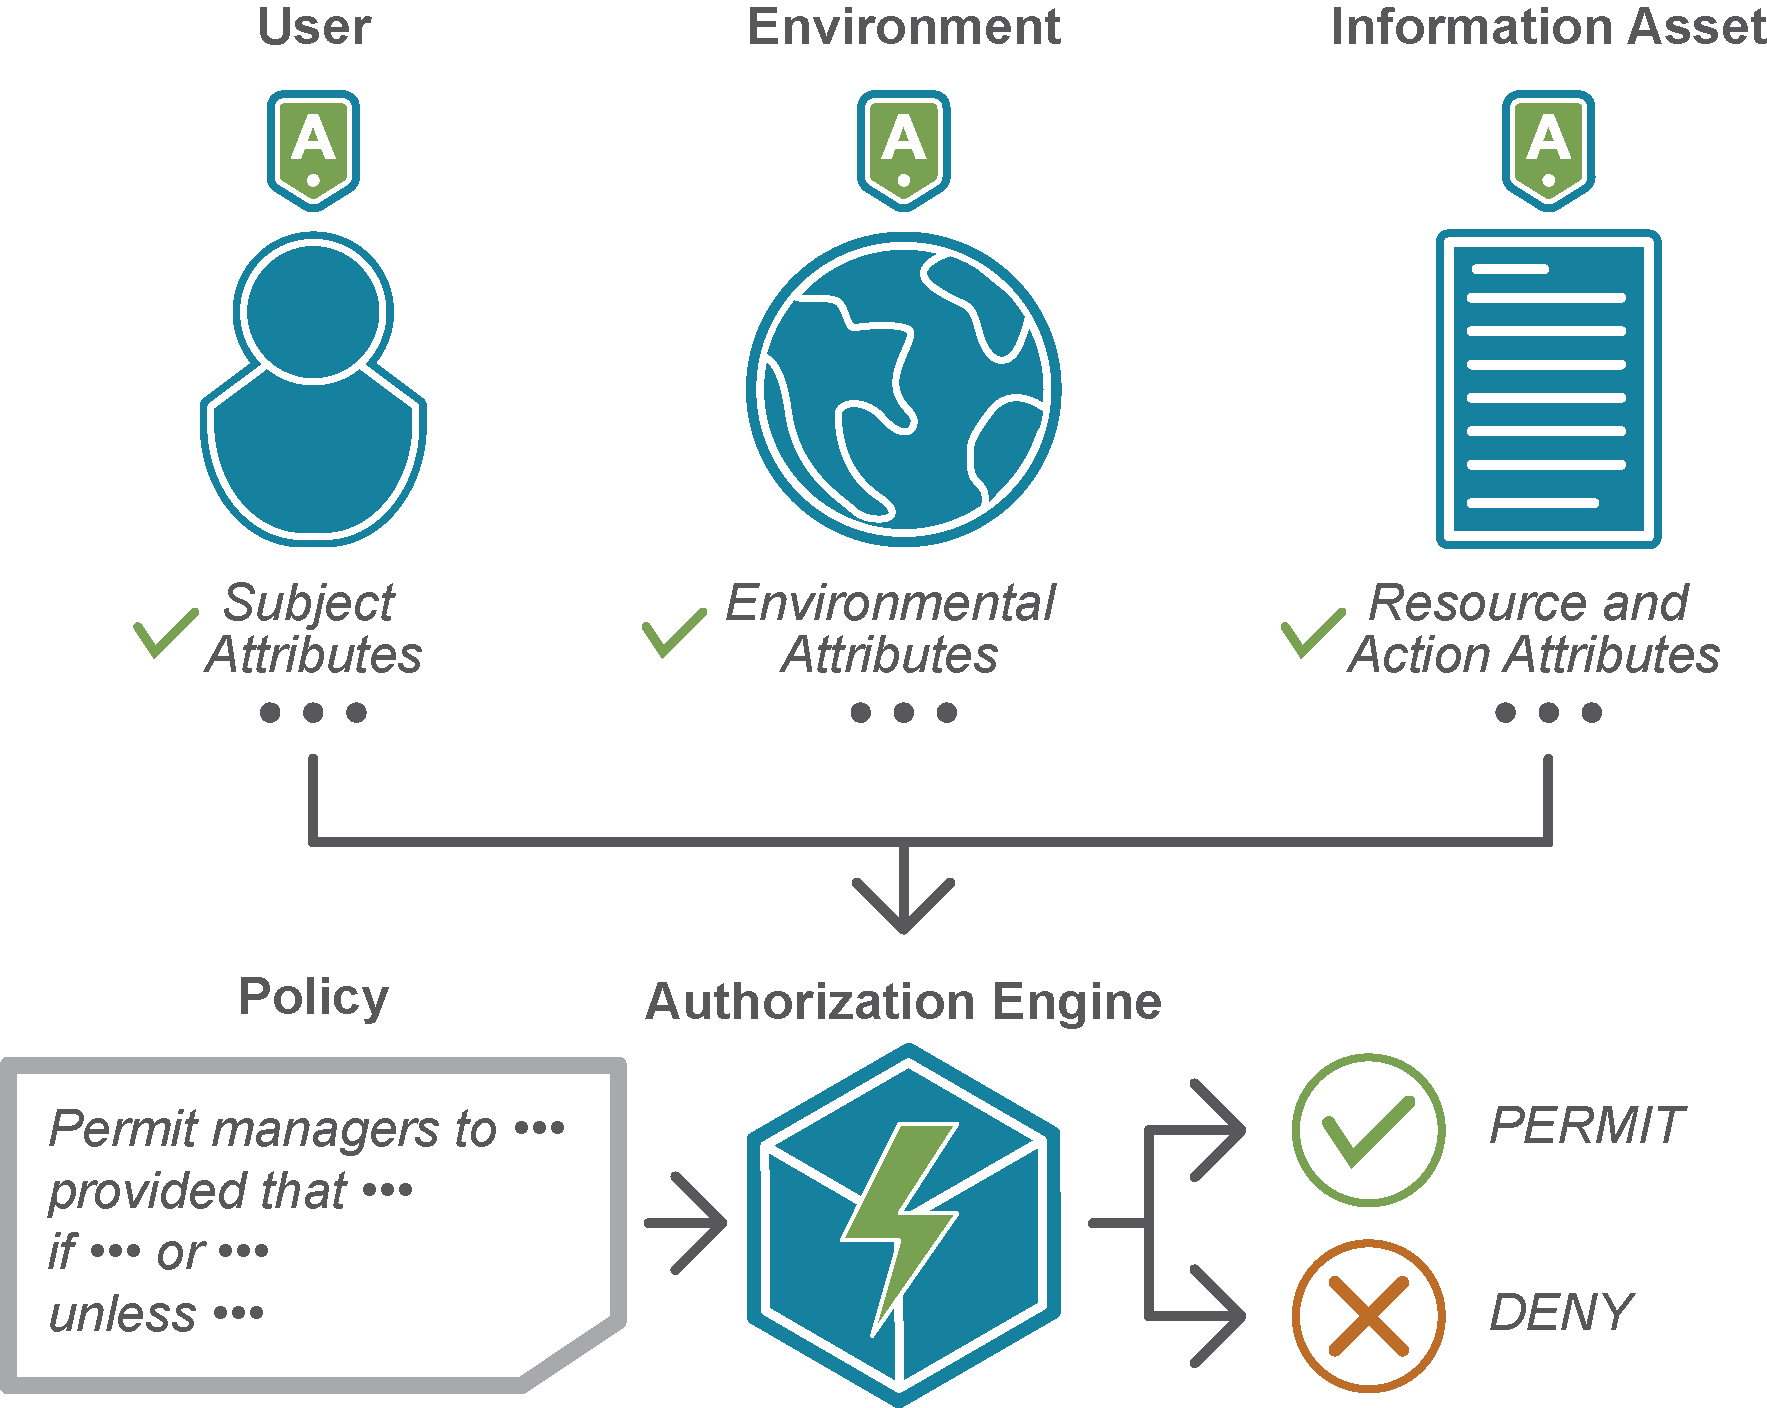 User
Environment
Information Asset
A
A
A
Subject
Attributes
Environmental
Attributes
Resource and
Action Attributes
Policy
Authorization Engine
Permit managers to •••
provided that •••
if ••• or •••
unless •••
PERMIT
DENY